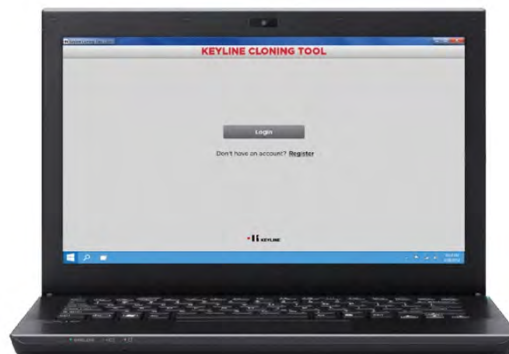 KEYLINE CLONING TOOL
Login
Don't have an account? Register
KEYLINE